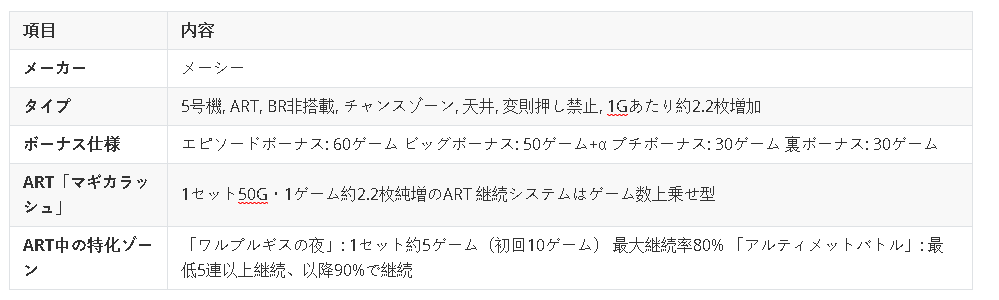 項目 内容
メーカー メーシー
タイプ 5号機, ART, BR非搭載, チャンスゾーン, 天井, 変則押し禁止, 1Gあたり約2.2枚増加
ボーナス仕様 エピソードボーナス: 60ゲーム ビッグボーナス: 50ゲーム+α プチボーナス: 30ゲーム 裏ボーナス: 30ゲーム
ART「マギカラッ
シュ」
1セット50G・1ゲーム約2.2枚純増のART 継続システムはゲーム数上乗せ型
ART中の特化ゾー
ン
「ワルプルギスの夜」: 1セット約5ゲーム（初回10ゲーム） 最大継続率80% 「アルティメットバトル」: 最
低5連以上継続、以降90%で継続